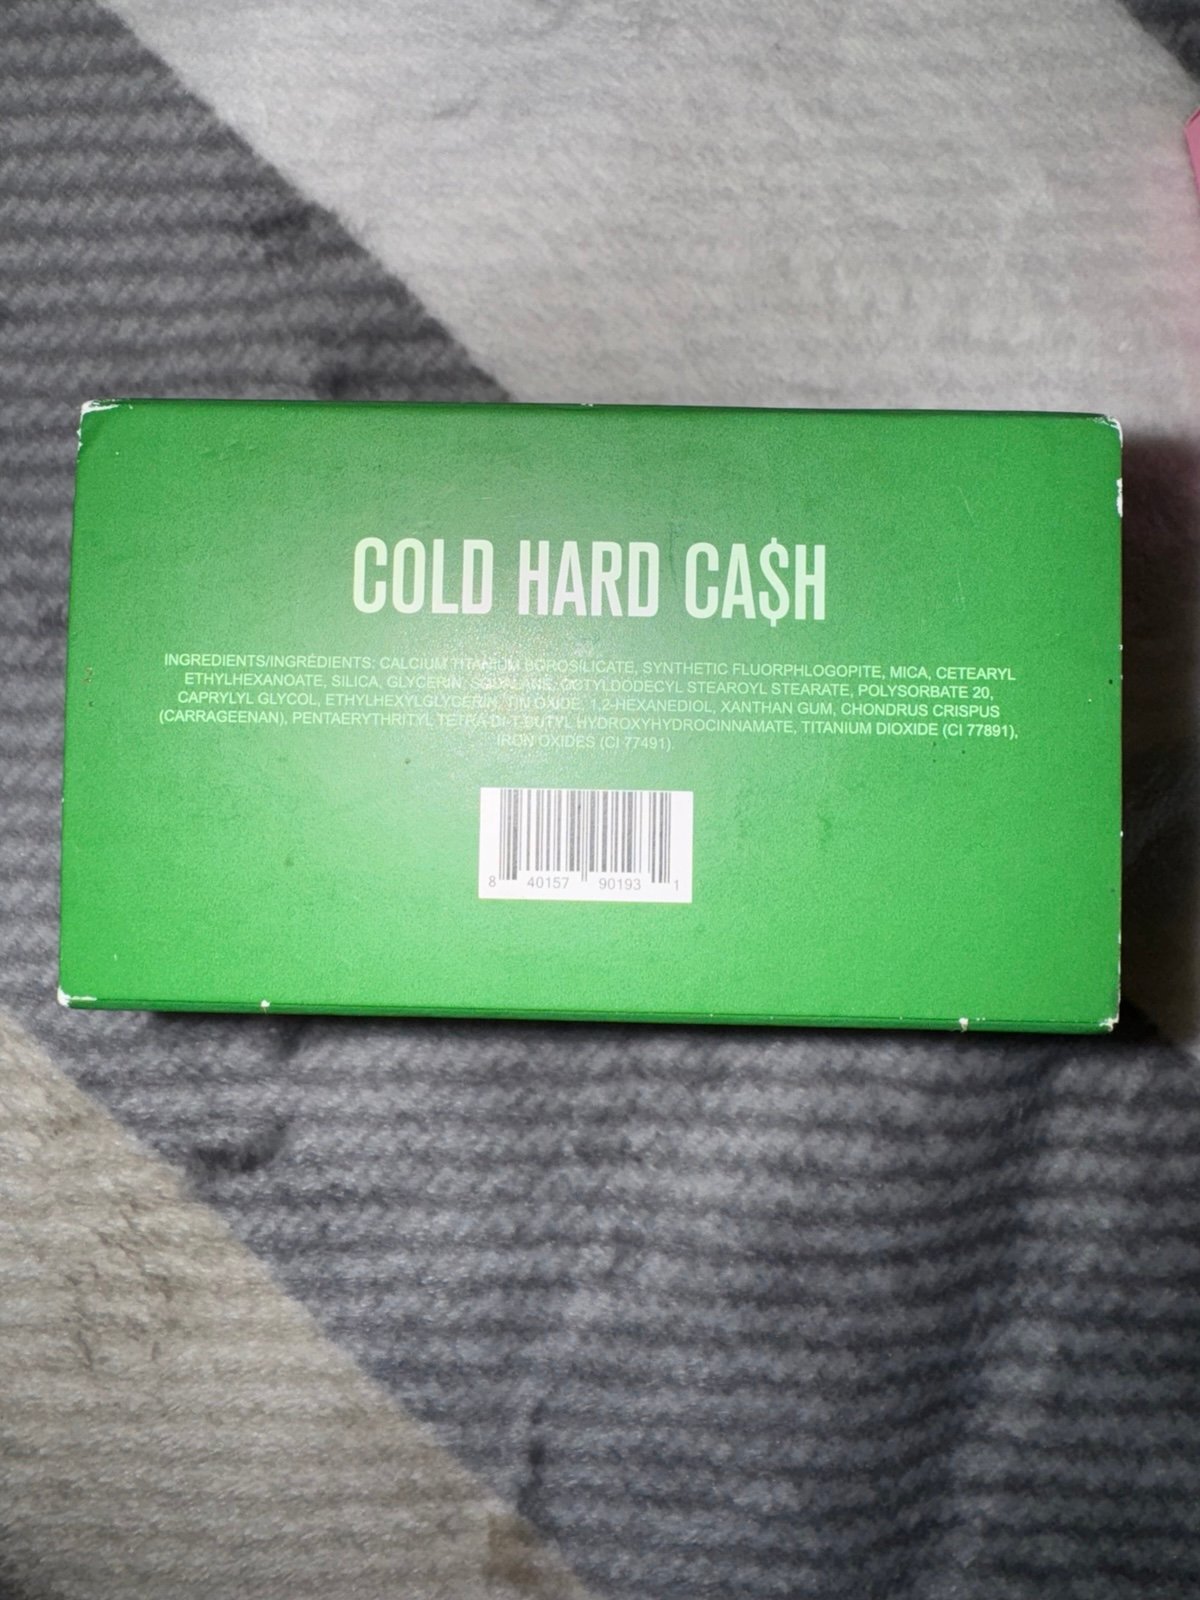 COLD HARD CA$H
INGREDIENTS/INGRÉDIENTS: CALCIUM TITANIUM BOROSILICATE, SYNTHETIC FLUORPHLOGOPITE, MICA, CETEARYL
ETHYLHEXANOATE, SILICA, GLYCERIN, SQUALANE, OCTYLDODECYL STEAROYL STEARATE, POLYSORBATE 20,
CAPRYLYL GLYCOL, ETHYLHEXYLGLYCERIN, TIN OXIDE, 1,2-HEXANEDIOL, XANTHAN GUM, CHONDRUS CRISPUS
(CARRAGEENAN), PENTAERYTHRITYL TETRA-DI-T-BUTYL HYDROXYHYDROCINNAMATE, TITANIUM DIOXIDE (CI 77891),
IRON OXIDES (CI 77491).
8 40157 90193 1